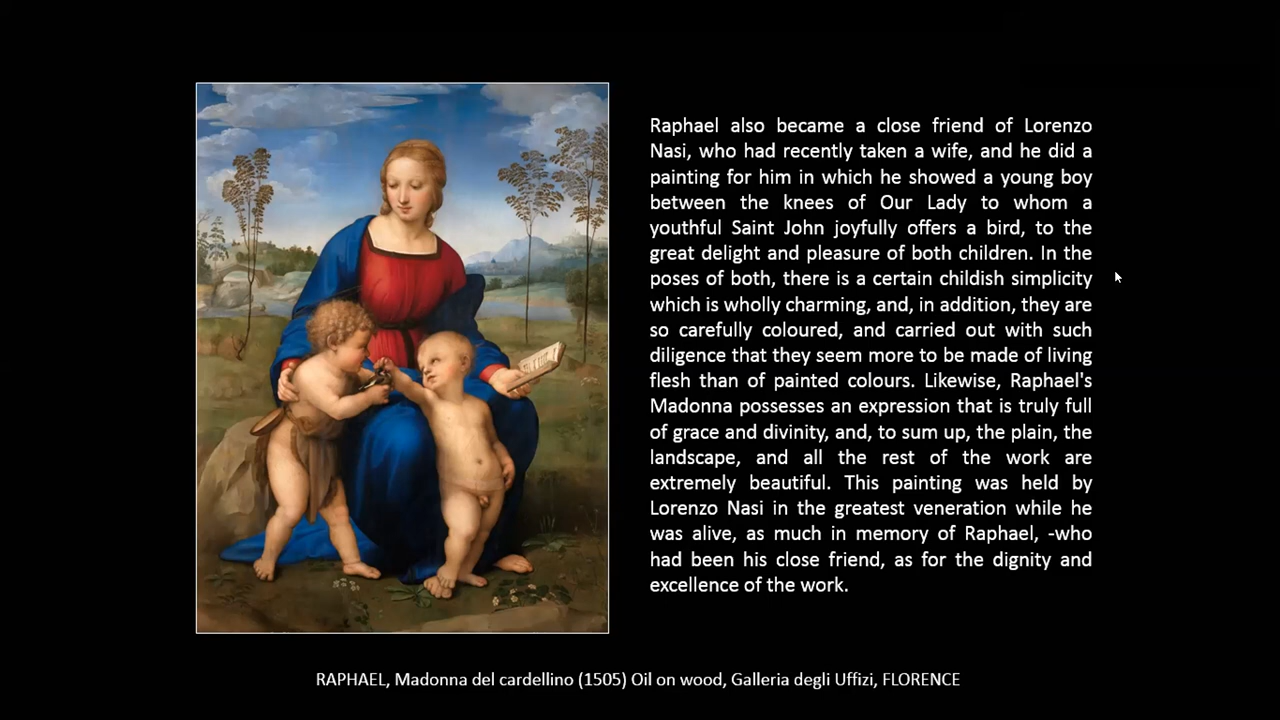 Raphael also became a close friend of Lorenzo
Nasi, who had recently taken a wife, and he did a
painting for him in which he showed a young boy
between the knees of Our Lady to whom a
youthful Saint John joyfully offers a bird, to the
great delight and pleasure of both children. In the
poses of both, there is a certain childish simplicity
which is wholly charming, and, in addition, they are
so carefully coloured, and carried out with such
diligence that they seem more to be made of living
flesh than of painted colours. Likewise, Raphael's
Madonna possesses an expression that is truly full
of grace and divinity, and, to sum up, the plain, the
landscape, and all the rest of the work are
extremely beautiful. This painting was held by
Lorenzo Nasi in the greatest veneration while he
was alive, as much in memory of Raphael, -who
had been his close friend, as for the dignity and
excellence of the work.
RAPHAEL, Madonna del cardellino (1505) Oil on wood, Galleria degli Uffizi, FLORENCE